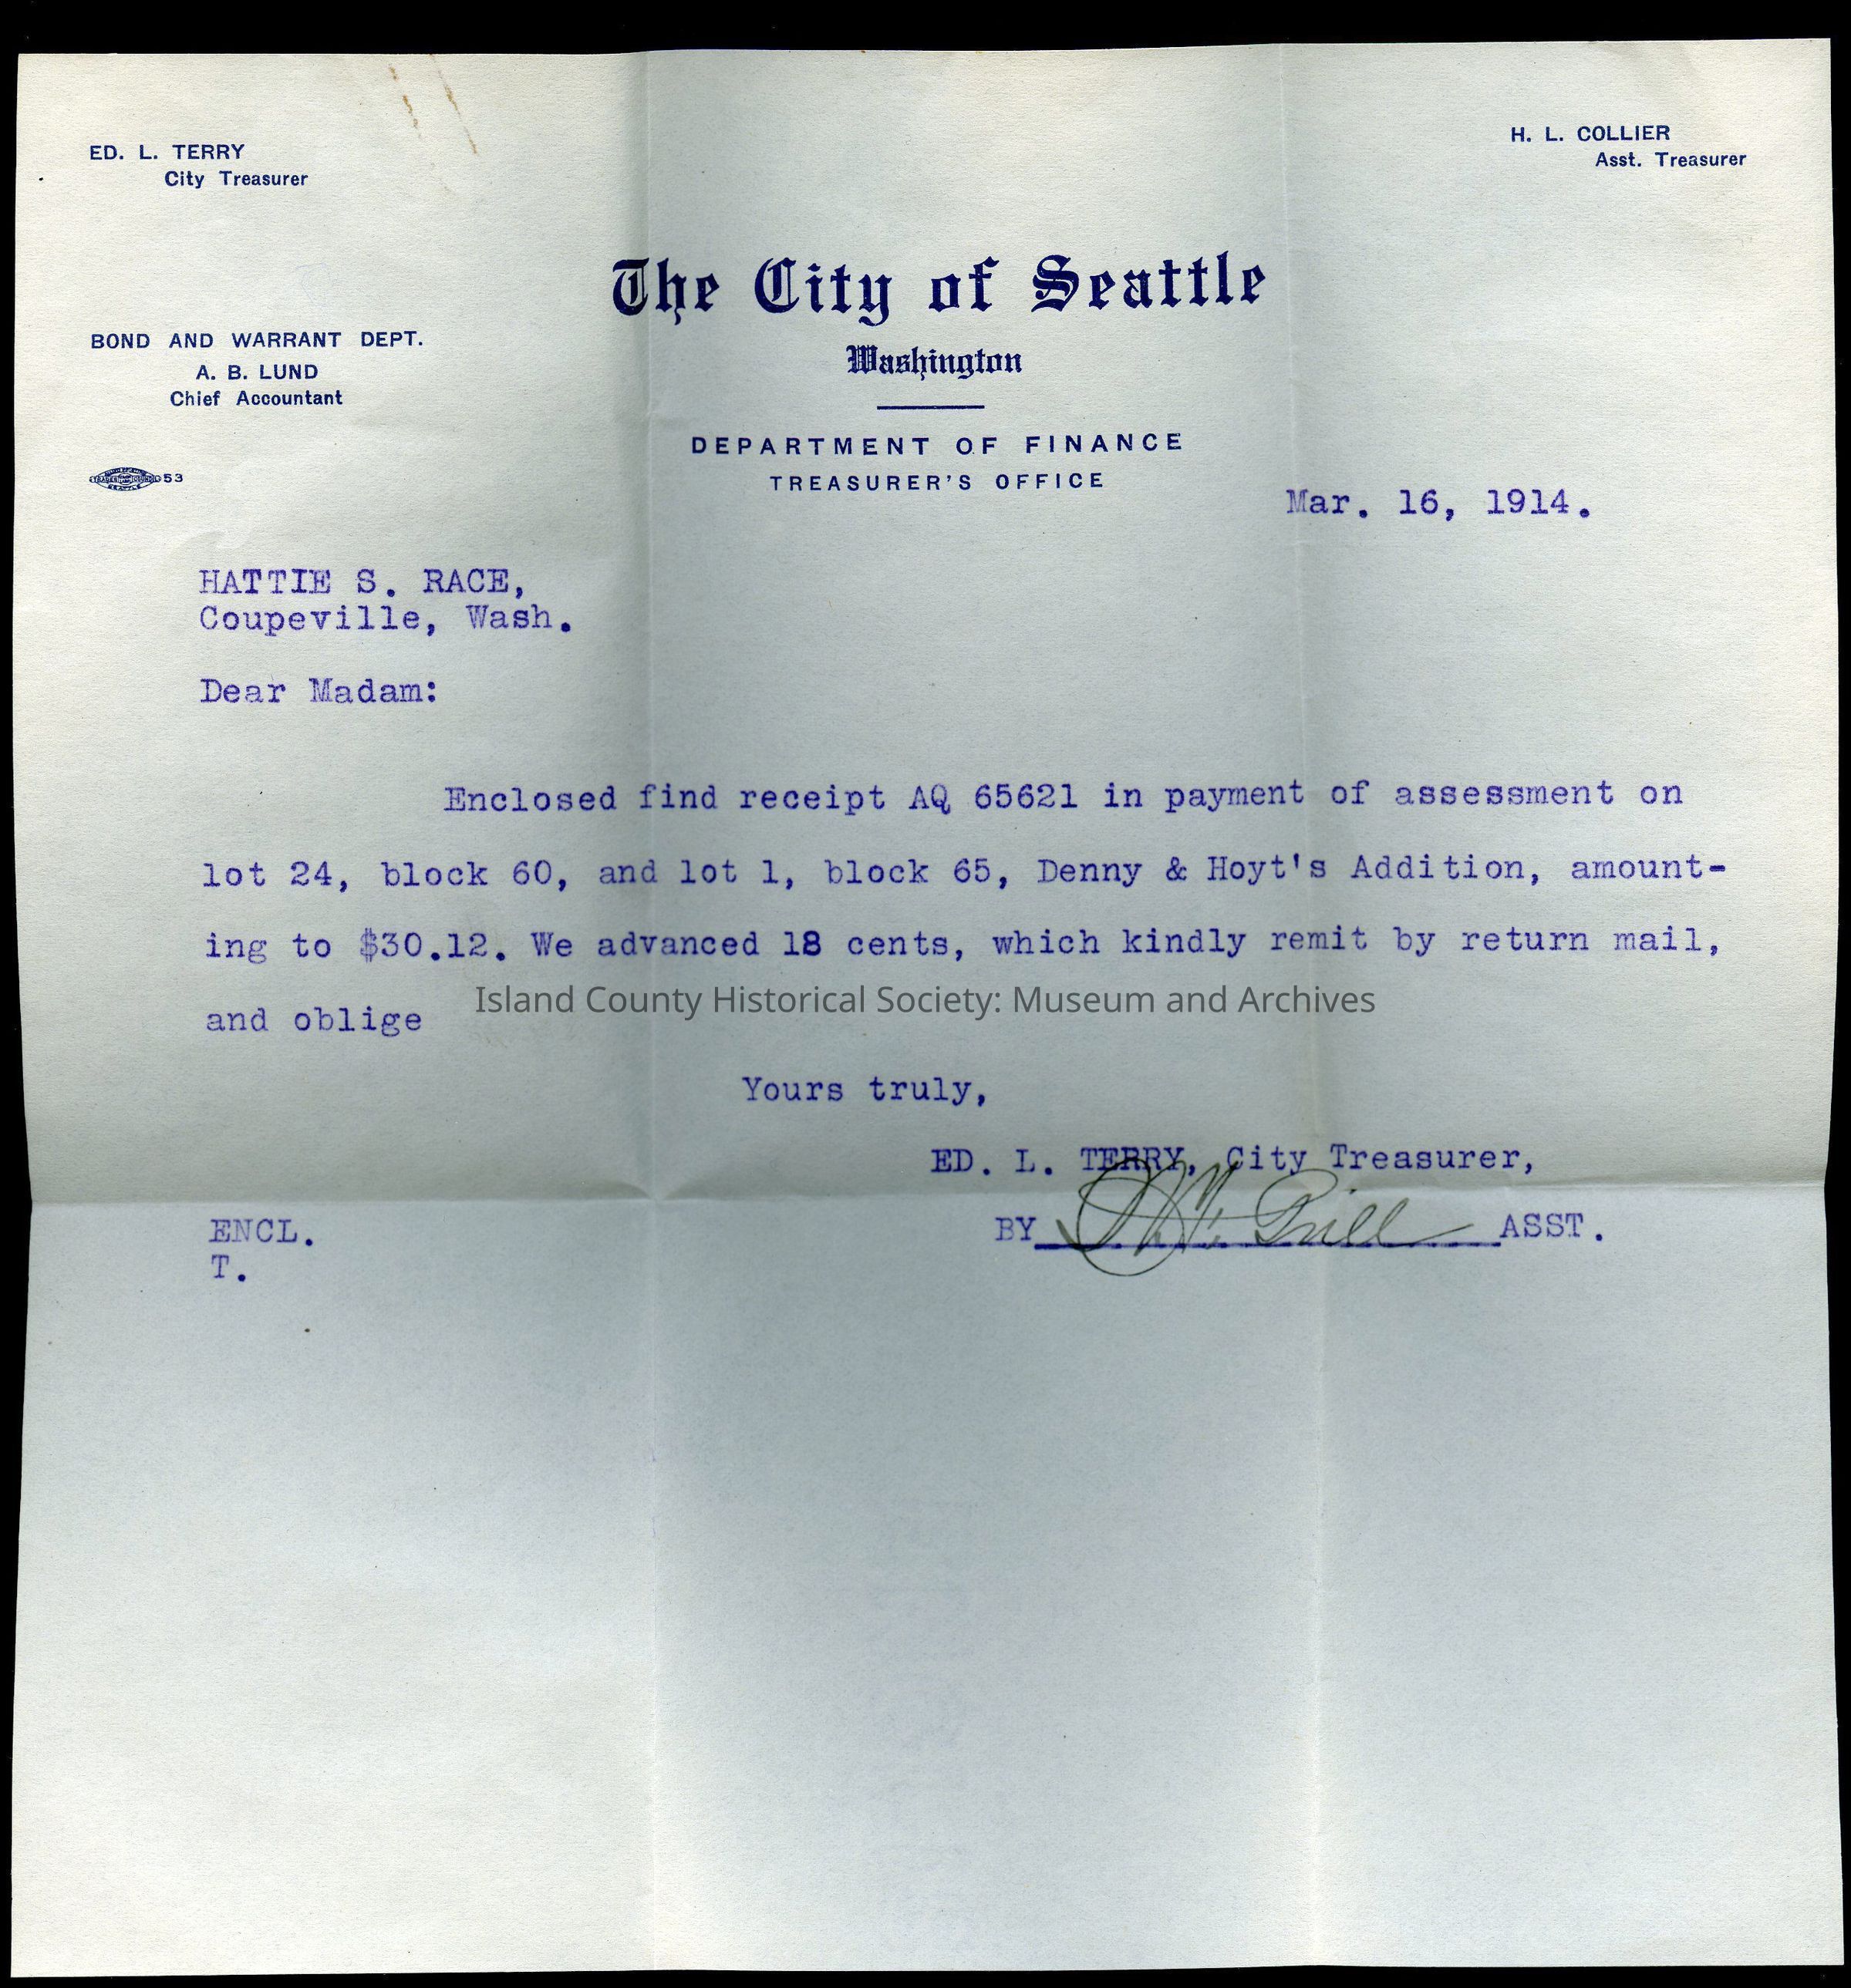 ED. L. TERRY
City Treasurer
H. L. COLLIER
Asst. Treasurer
The City of Seattle
Washington
BOND AND WARRANT DEPT.
A. B. LUND
Chief Accountant
DEPARTMENT OF FINANCE
TREASURER'S OFFICE
53
Mar. 16, 1914.
HATTIE S. RACE,
Coupeville, Wash.
Dear Madam:
Enclosed find receipt AQ 65621 in payment of assessment on
lot 24, block 60, and lot 1, block 65, Denny & Hoyt's Addition, amount-
ing to $30.12. We advanced 18 cents, which kindly remit by return mail,
and oblige
Island County Historical Society: Museum and Archives
Yours truly,
ED. L. TERRY, City Treasurer,
BY ASST.
ENCL.
T.